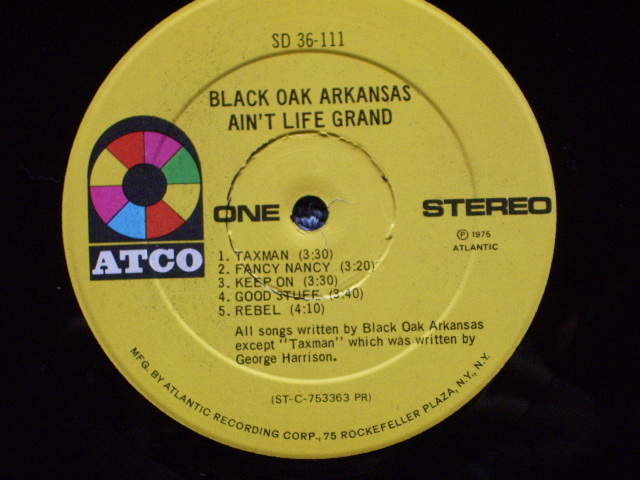 SD 36-111
BLACK OAK ARKANSAS
AIN'T LIFE GRAND
ATCO
ONE
STEREO
Ⓟ 1975
ATLANTIC
1. TAXMAN (3:30)
2. FANCY NANCY (3:20)
3. KEEP ON (3:30)
4. GOOD STUFF (3:40)
5. REBEL (4:10)
All songs written by Black Oak Arkansas
except "Taxman" which was written by
George Harrison.
(ST-C-753363 PR)
MFG. BY ATLANTIC RECORDING CORP., 75 ROCKEFELLER PLAZA, N.Y., N.Y.